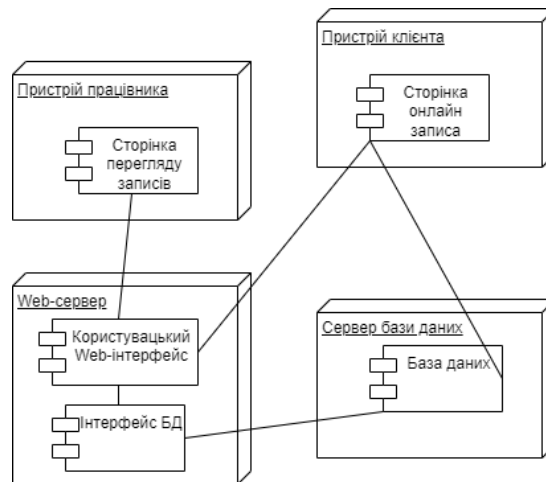 Пристрій клієнта
Сторінка
онлайн
записа
Пристрій працівника
Сторінка
перегляду
записів
Web-сервер
Користувацький
Web-інтерфейс
Інтерфейс БД
Сервер бази даних
База даних